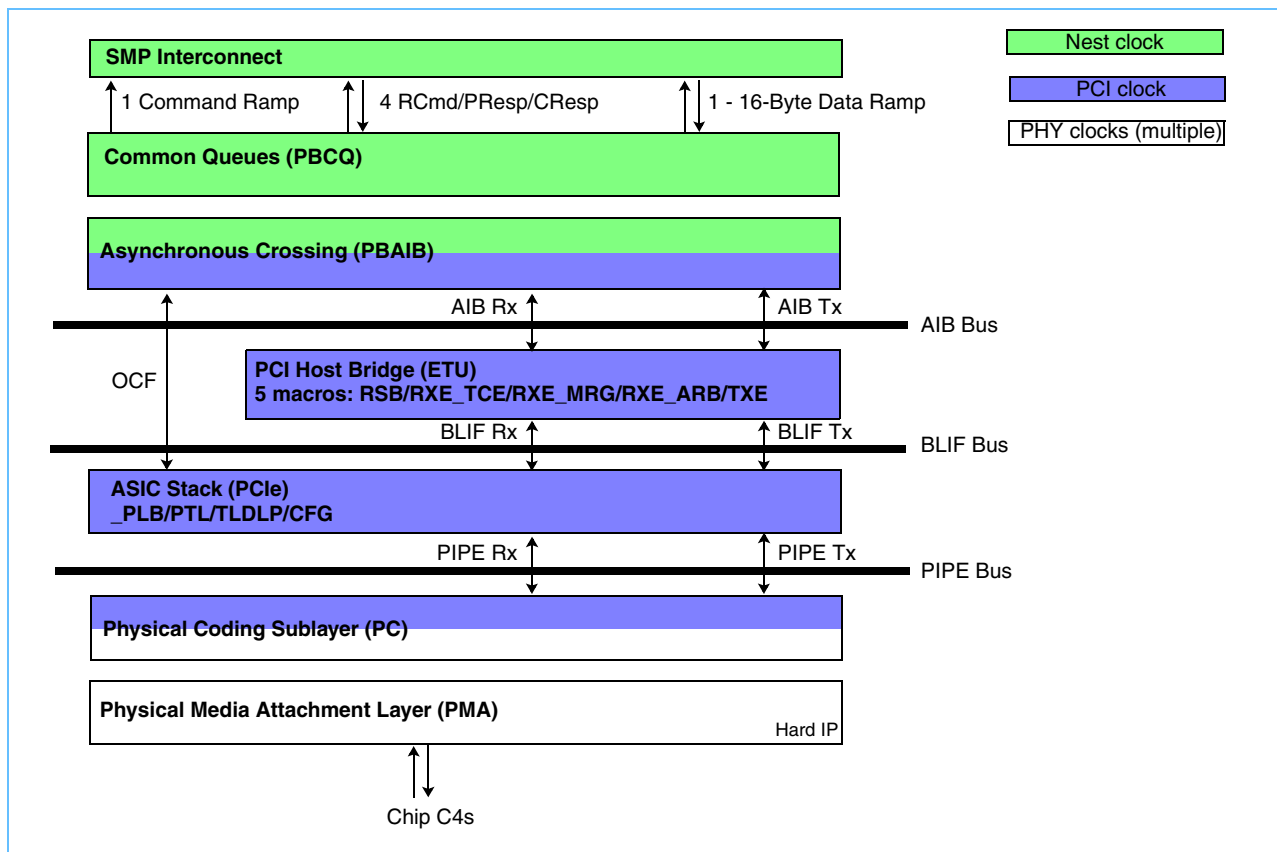 SMP Interconnect
Nest clock
PCI clock
PHY clocks (multiple)
1 Command Ramp
4 RCmd/PResp/CResp
1 - 16-Byte Data Ramp
Common Queues (PBCQ)
Asynchronous Crossing (PBAIB)
AIB Rx
AIB Tx
AIB Bus
OCF
PCI Host Bridge (ETU)
5 macros: RSB/RXE_TCE/RXE_MRG/RXE_ARB/TXE
BLIF Rx
BLIF Tx
BLIF Bus
ASIC Stack (PCIe)
_PLB/PTL/TLDLP/CFG
PIPE Rx
PIPE Tx
PIPE Bus
Physical Coding Sublayer (PC)
Physical Media Attachment Layer (PMA)
Hard IP
Chip C4s